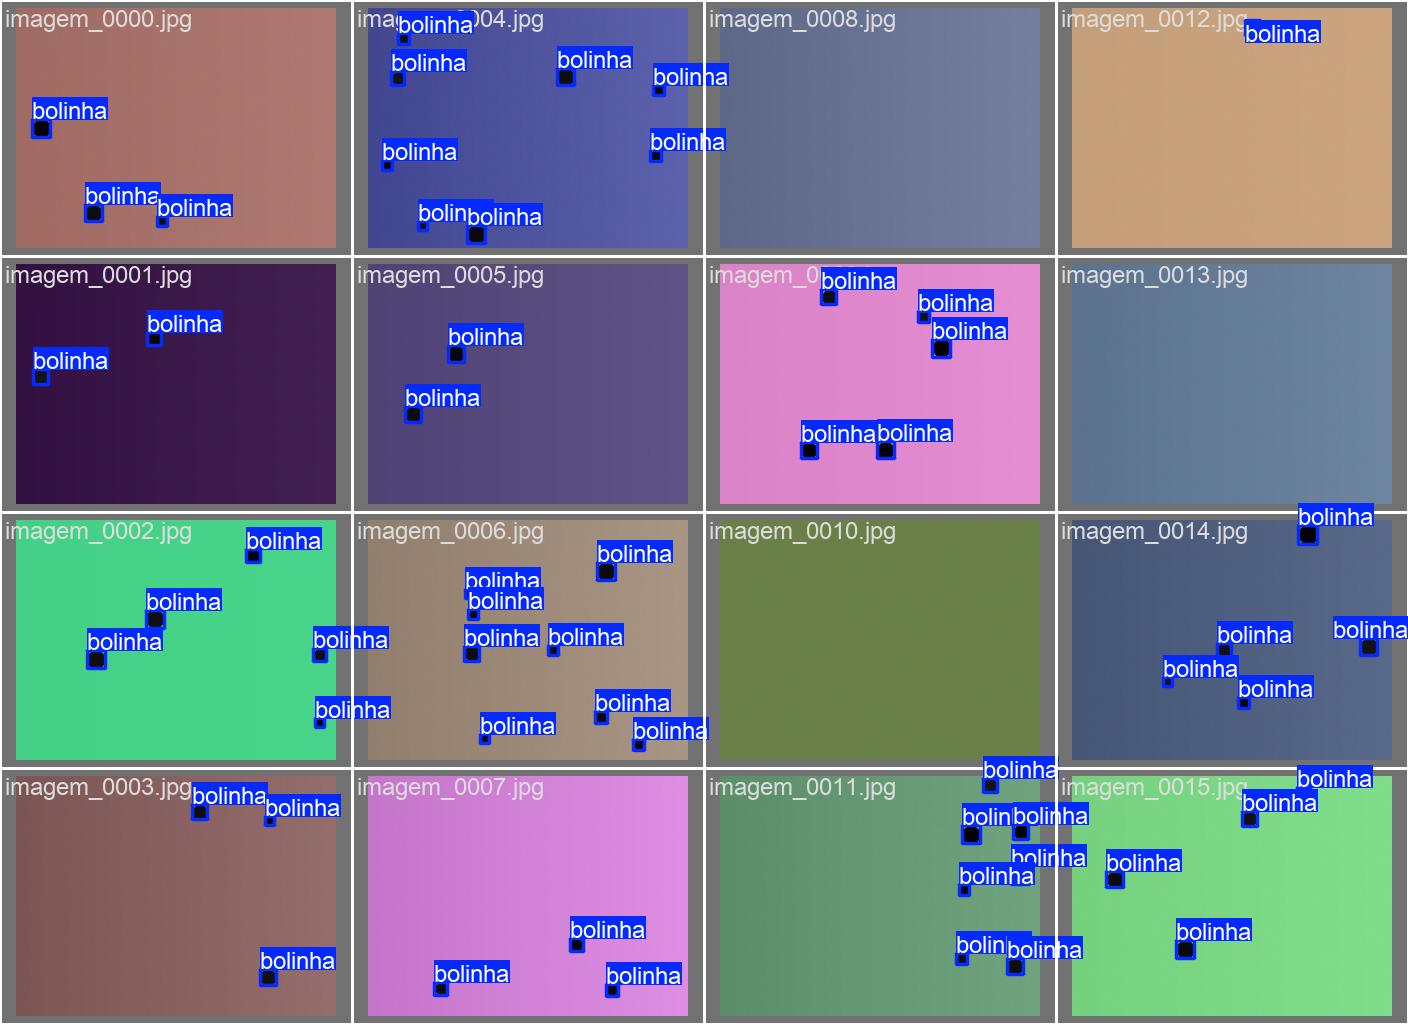 imagem_0000.jpg
bolinha
bolinha
bolinha
imagem_0001.jpg
bolinha
bolinha
imagem_0002.jpg
bolinha
bolinha
bolinha
bolinha
bolinha
imagem_0003.jpg
bolinha
bolinha
bolinha
bolinha
bolinha
bolinha
bolinha
bolinha
bolinha
bolinha
imagem_0005.jpg
bolinha
bolinha
imagem_0006.jpg
bolinha
bolinha
bolinha
bolinha
bolinha
bolinha
bolinha
bolinha
imagem_0007.jpg
bolinha
bolinha
bolinha
imagem_0008.jpg
bolinha
bolinha
bolinha
bolinha
bolinha
imagem_0010.jpg
imagem_0011.jpg
bolinha
bolinha
bolinha
bolinha
bolinha
bolinha
imagem_0012.jpg
bolinha
imagem_0013.jpg
imagem_0014.jpg
bolinha
bolinha
bolinha
bolinha
bolinha
imagem_0015.jpg
bolinha
bolinha
bolinha
bolinha